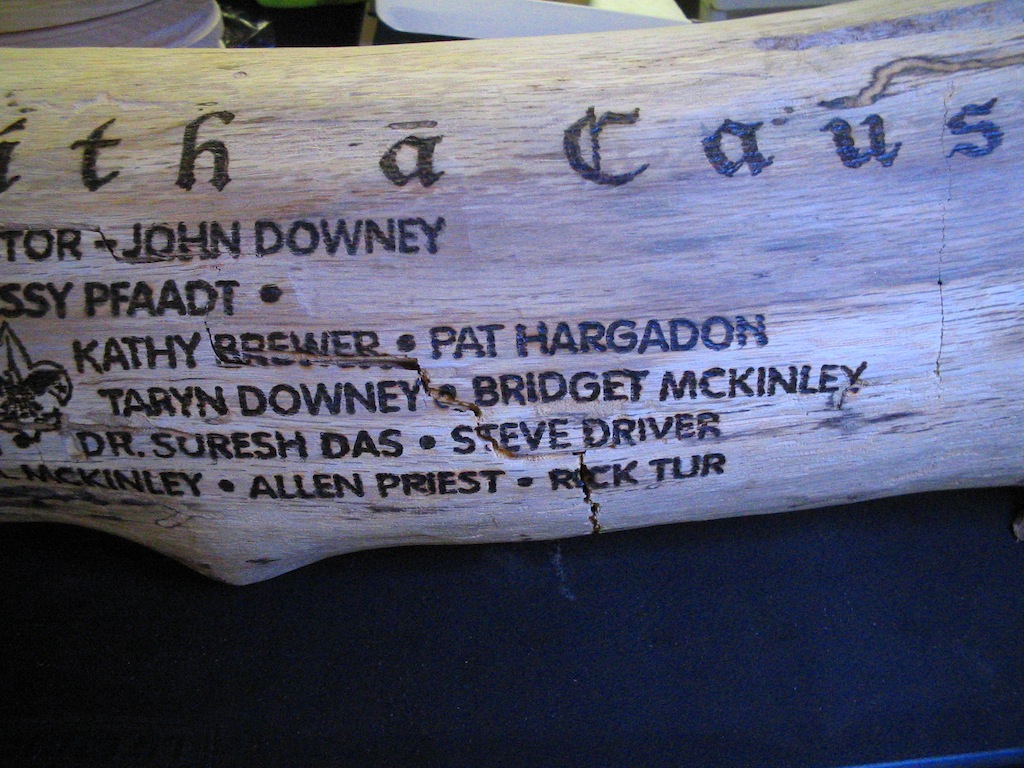 ith a Caus
TOR - JOHN DOWNEY
SSY PFAADT •
KATHY BREWER • PAT HARGADON
TARYN DOWNEY • BRIDGET MCKINLEY
• DR. SURESH DAS • STEVE DRIVER
MCKINLEY • ALLEN PRIEST • RICK TUR